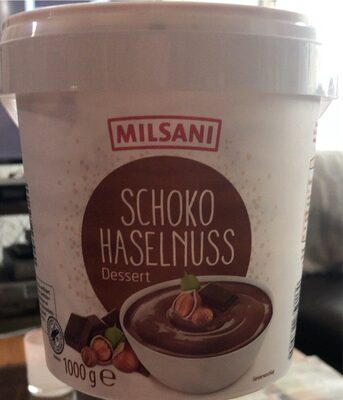 MILSANI
SCHOKO
HASELNUSS
Dessert
1000 g e